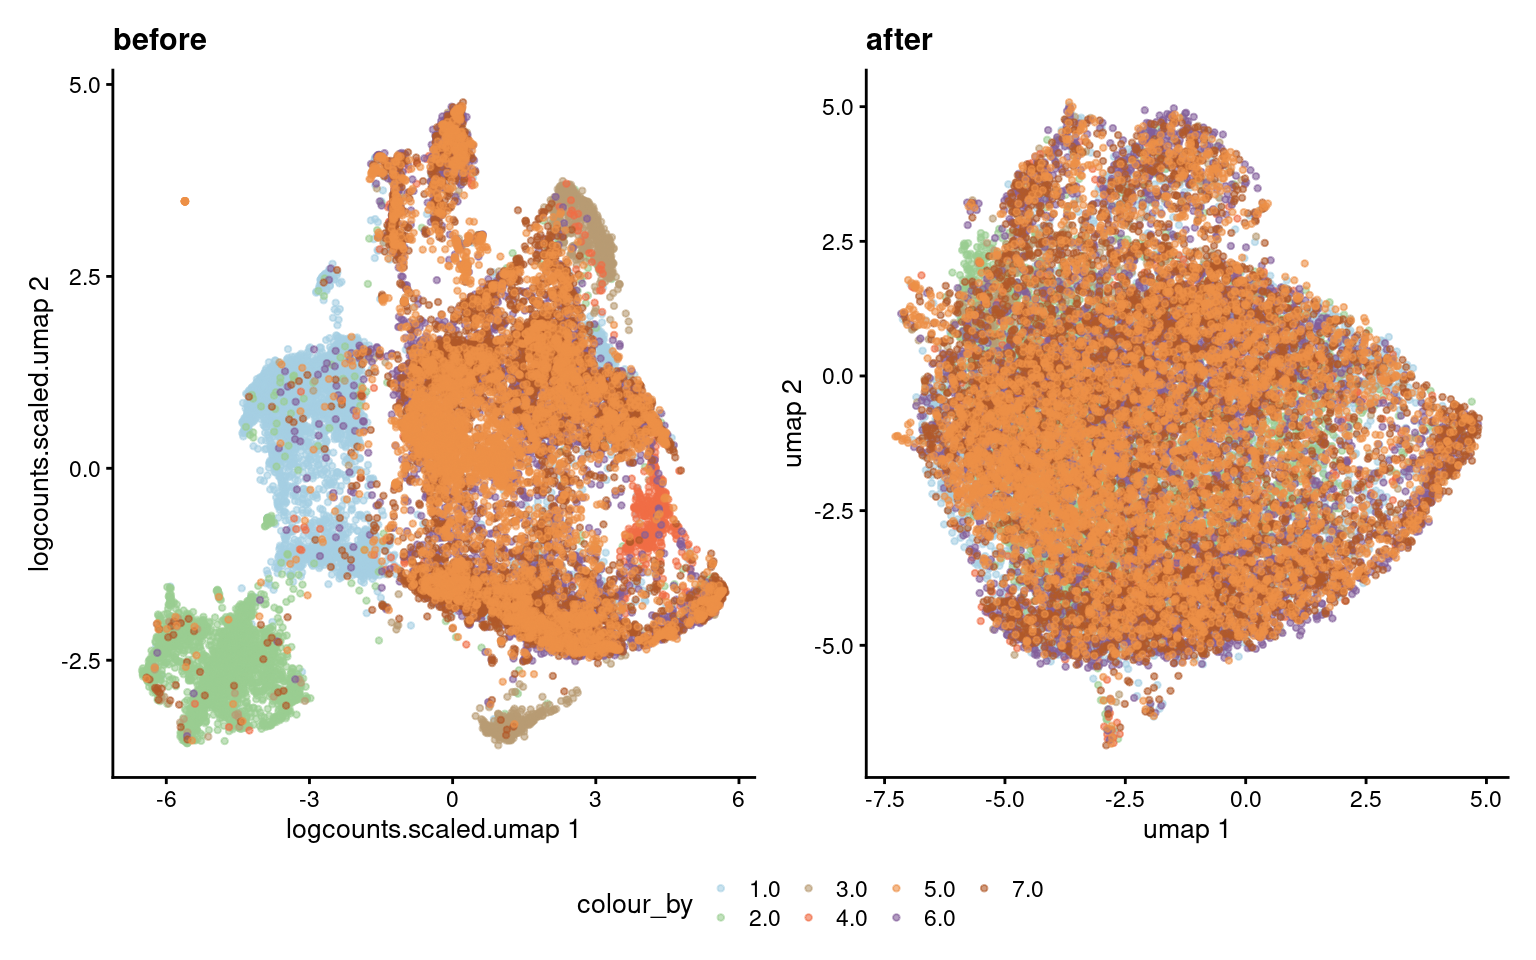 before
5.0
2.5
0.0
-2.5
logcounts.scaled.umap 2
-6 -3 0 3 6
logcounts.scaled.umap 1
after
5.0
2.5
0.0
-2.5
-5.0
umap 2
-7.5 -5.0 -2.5 0.0 2.5 5.0
umap 1
colour_by
1.0 3.0 5.0 7.0
2.0 4.0 6.0